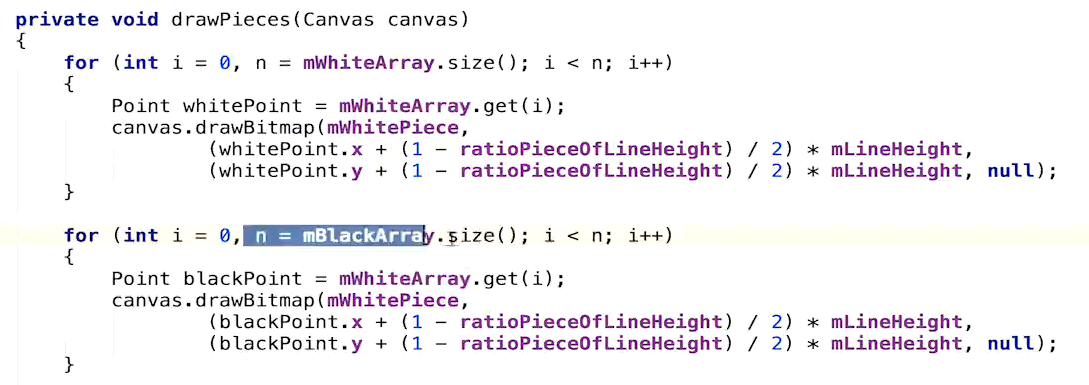 private void drawPieces(Canvas canvas)
{
    for (int i = 0, n = mWhiteArray.size(); i < n; i++)
    {
        Point whitePoint = mWhiteArray.get(i);
        canvas.drawBitmap(mWhitePiece,
                (whitePoint.x + (1 - ratioPieceOfLineHeight) / 2) * mLineHeight,
                (whitePoint.y + (1 - ratioPieceOfLineHeight) / 2) * mLineHeight, null);
    }
    for (int i = 0, n = mBlackArray.size(); i < n; i++)
    {
        Point blackPoint = mWhiteArray.get(i);
        canvas.drawBitmap(mWhitePiece,
                (blackPoint.x + (1 - ratioPieceOfLineHeight) / 2) * mLineHeight,
                (blackPoint.y + (1 - ratioPieceOfLineHeight) / 2) * mLineHeight, null);
    }